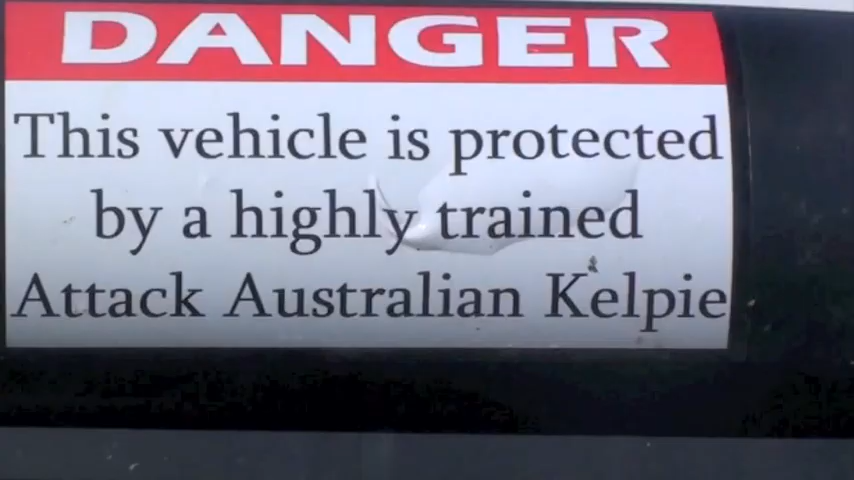 DANGER
This vehicle is protected
by a highly trained
Attack Australian Kelpie